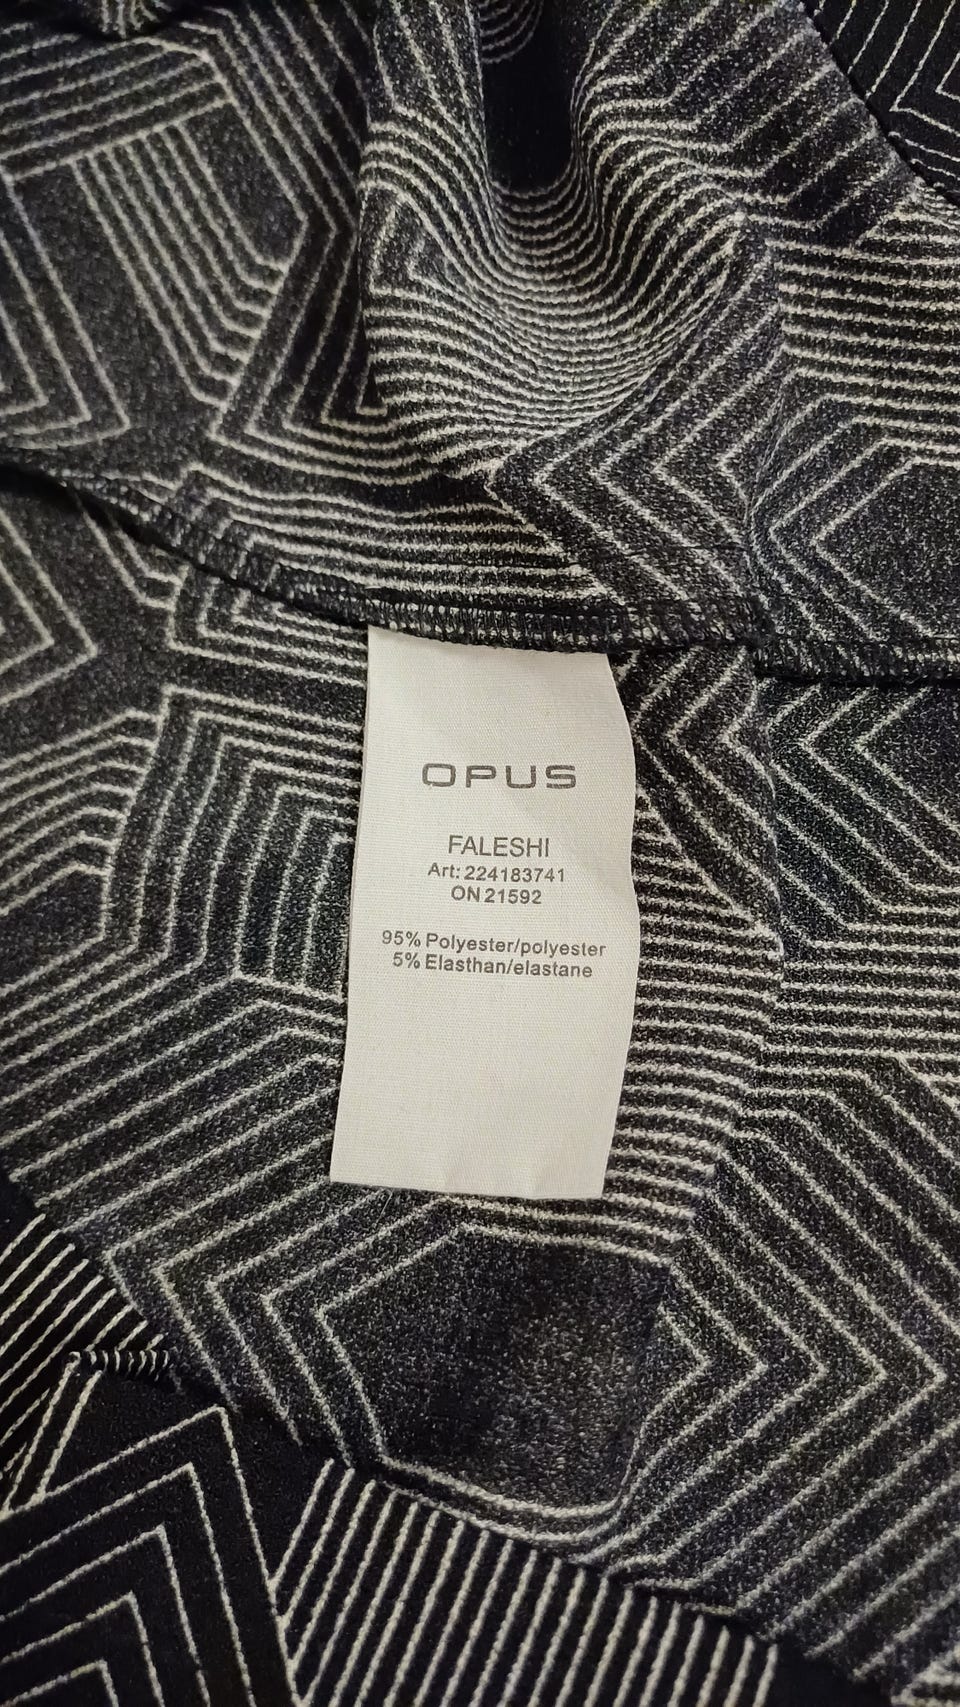 OPUS
FALESHI
Art: 224183741
ON 21592
95% Polyester/polyester
5% Elasthan/elastane